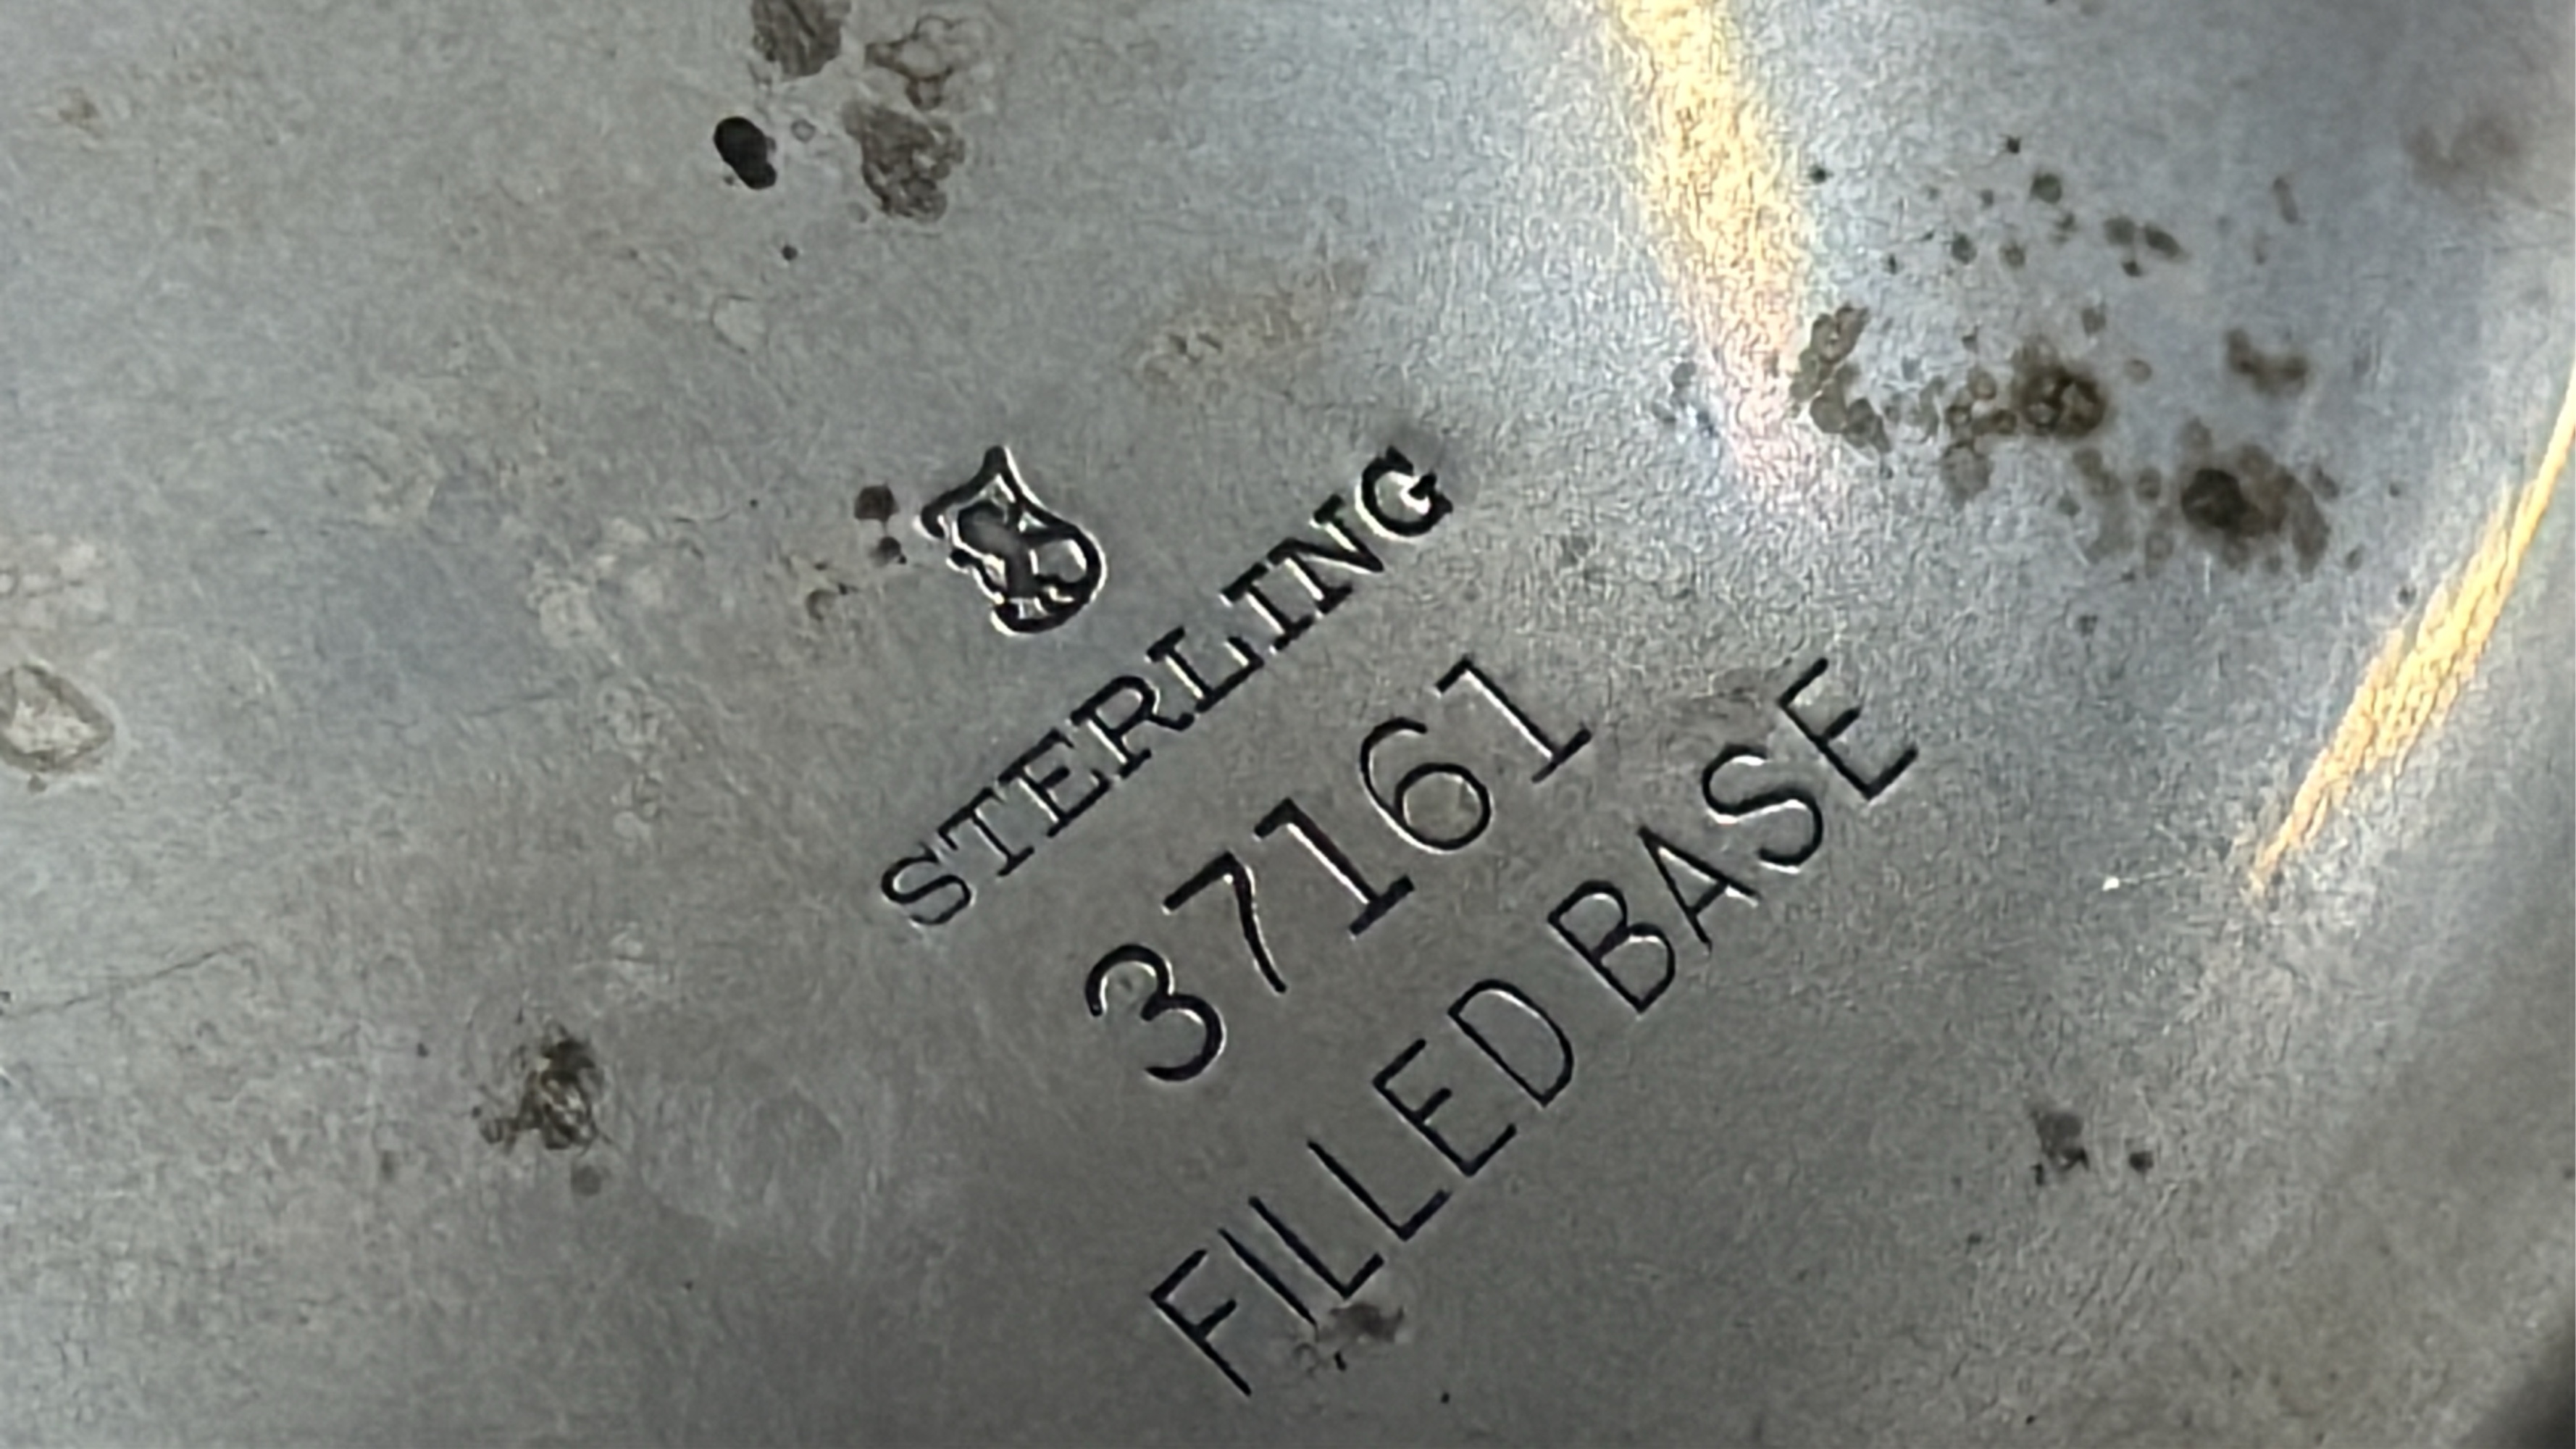 STERLING
37161
FILLED BASE